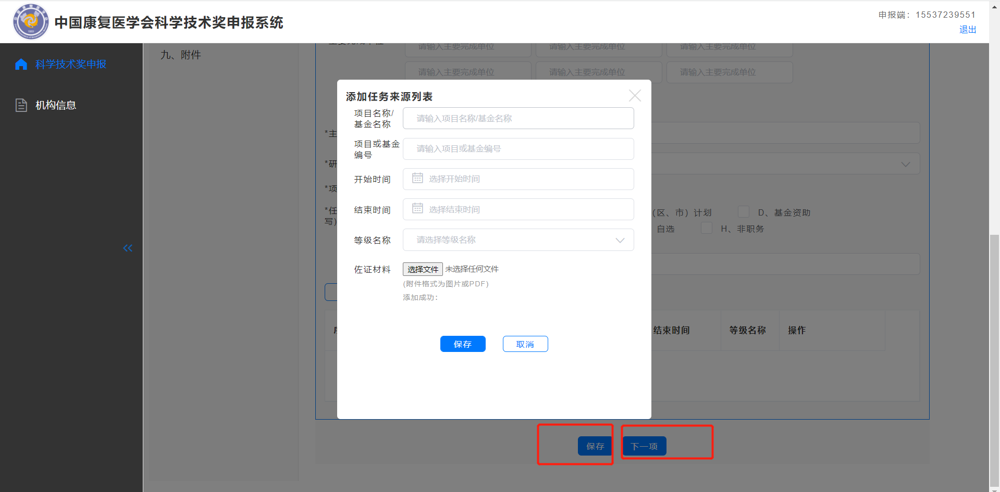 中国康复医学会科学技术奖申报系统
申报端：15537239551
退出
科学技术奖申报
机构信息
九、附件
请输入主要完成单位 请输入主要完成单位 请输入主要完成单位
请输入主要完成单位 请输入主要完成单位 请输入主要完成单位
添加任务来源列表
项目名称/
基金名称
请输入项目名称/基金名称
*主
项目或基金
编号
请输入项目或基金编号
*研
开始时间
选择开始时间
*项
结束时间
选择结束时间
*任
写)
(区、市）计划 D、基金资助
自选 H、非职务
等级名称
请选择等级名称
佐证材料
选择文件 未选择任何文件
(附件格式为图片或PDF)
添加成功：
结束时间 等级名称 操作
保存 取消
保存 下一项